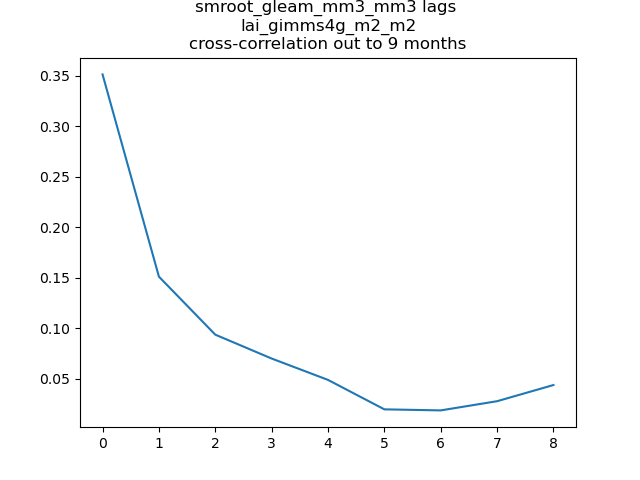 smroot_gleam_mm3_mm3 lags
lai_gimms4g_m2_m2
cross-correlation out to 9 months
0.35
0.30
0.25
0.20
0.15
0.10
0.05
0 1 2 3 4 5 6 7 8